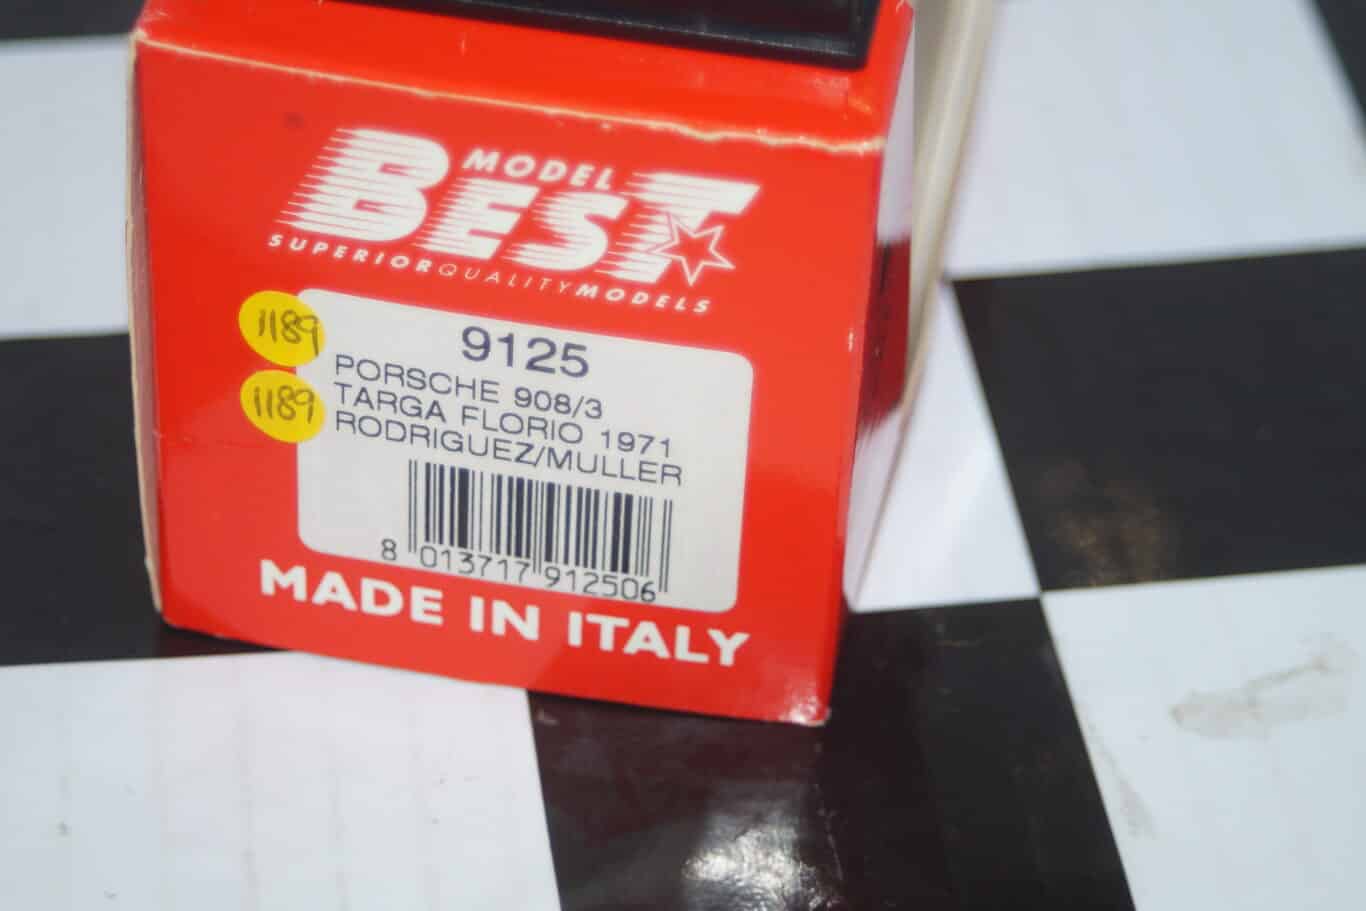 MODEL
BEST
SUPERIORQUALITYMODELS
1189
1189
9125
PORSCHE 908/3
TARGA FLORIO 1971
RODRIGUEZ/MULLER
8 013717 912506
MADE IN ITALY